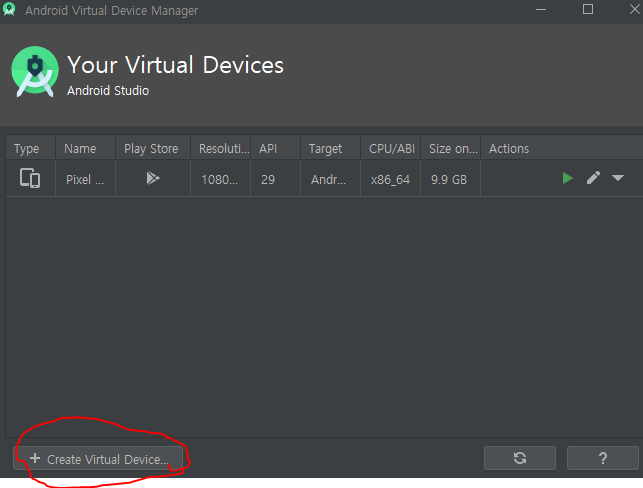 Android Virtual Device Manager
Your Virtual Devices
Android Studio
Type Name Play Store Resoluti... API Target CPU/ABI Size on... Actions
Pixel ... 1080... 29 Andr... x86_64 9.9 GB
+ Create Virtual Device... ?